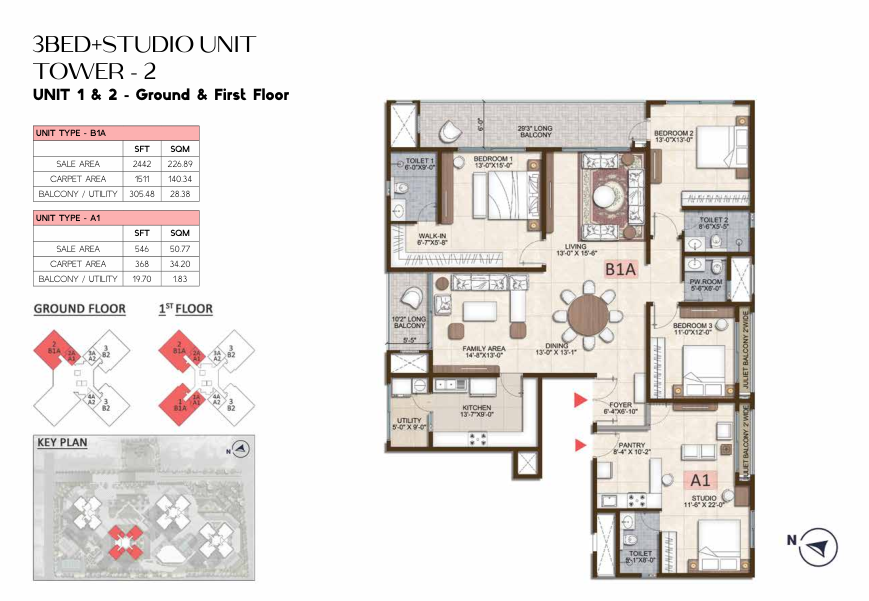 3BED+STUDIO UNIT
TOWER - 2
UNIT 1 & 2 - Ground & First Floor
UNIT TYPE - B1A
SFT SQM
SALE AREA 2442 226.89
CARPET AREA 1511 140.34
BALCONY / UTILITY 305.48 28.38
UNIT TYPE - A1
SFT SQM
SALE AREA 546 50.77
CARPET AREA 368 34.20
BALCONY / UTILITY 19.70 1.83
GROUND FLOOR
1ST FLOOR
2
B1A
2A
A1
3A
A2
3
B2
4A
A2
3
B2
2
B1A
2A
A1
3A
A2
3
B2
1
B1A
1A
A1
4A
A2
3
B2
KEY PLAN
N
6'-0"
29'3" LONG
BALCONY
BEDROOM 2
13'-0"X13'-0"
TOILET 1
6'-0"X9'-0"
BEDROOM 1
13'-0"X15'-0"
WALK-IN
6'-7"X5'-8"
LIVING
13'-0" X 15'-6"
B1A
TOILET 2
8'-6"X5'-5"
PW.ROOM
5'-6"X6'-0"
10'2" LONG
BALCONY
5'-5"
FAMILY AREA
14'-8"X13'-0"
DINING
13'-0" X 13'-1"
BEDROOM 3
11'-0"X12'-0"
JULIET BALCONY 2'WIDE
KITCHEN
13'-7"X9'-0"
UTILITY
5'-0" X 9'-0"
FOYER
6'-4"X6'-10"
PANTRY
8'-4" X 10'-2"
JULIET BALCONY 2'WIDE
A1
STUDIO
11'-6" X 22'-0"
TOILET
5'-1"X8'-0"
N